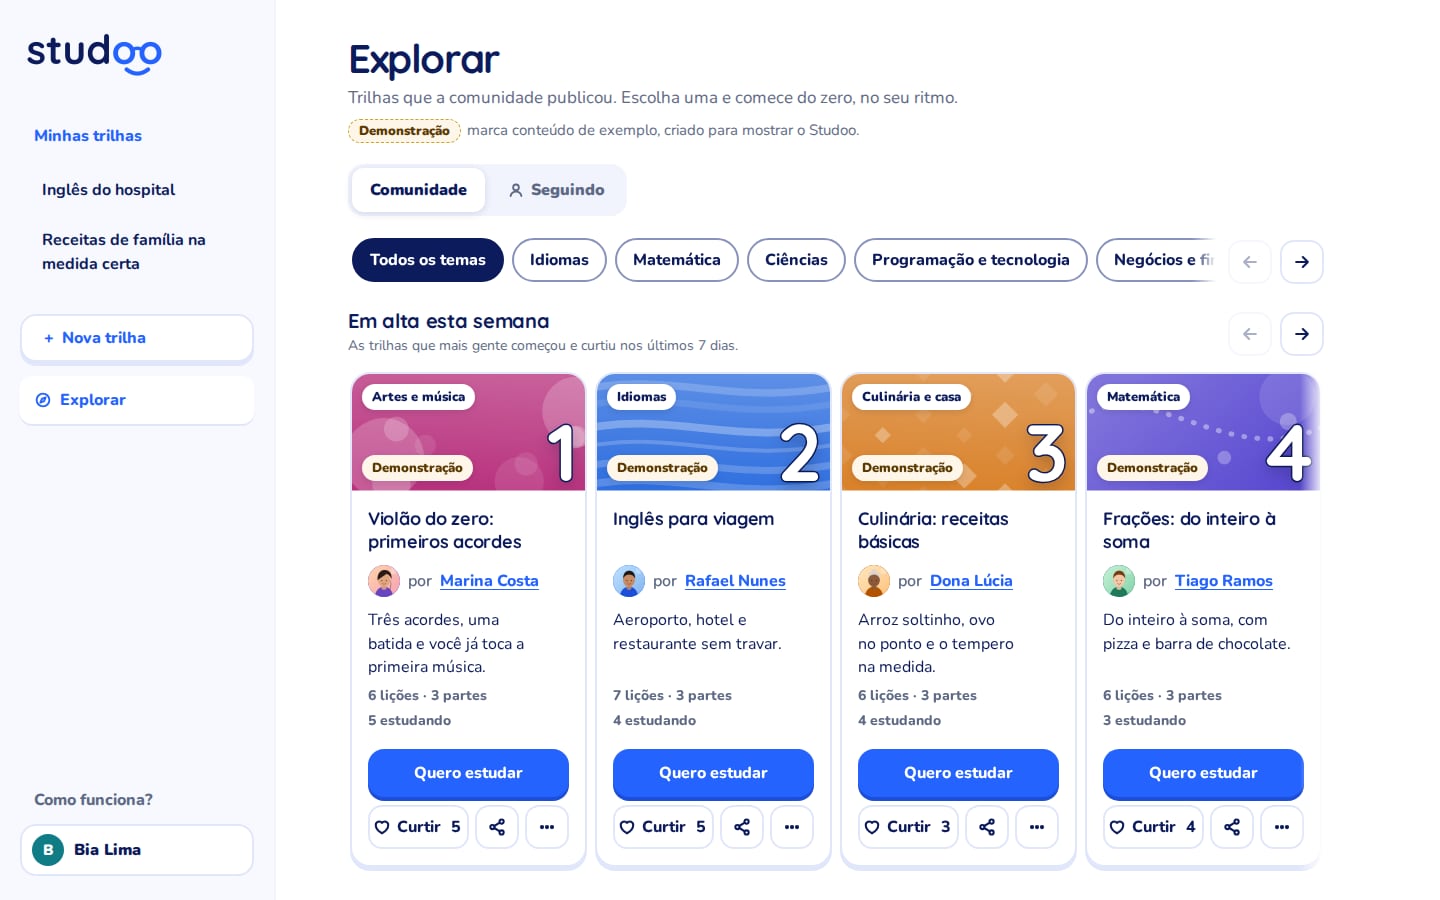 studoo
Minhas trilhas
Inglês do hospital
Receitas de família na
medida certa
+ Nova trilha
Explorar
Como funciona?
B Bia Lima
Explorar
Trilhas que a comunidade publicou. Escolha uma e comece do zero, no seu ritmo.
Demonstração marca conteúdo de exemplo, criado para mostrar o Studoo.
Comunidade Seguindo
Todos os temas Idiomas Matemática Ciências Programação e tecnologia Negócios e
Em alta esta semana
As trilhas que mais gente começou e curtiu nos últimos 7 dias.
Artes e música
Demonstração 1
Violão do zero:
primeiros acordes
por Marina Costa
Três acordes, uma
batida e você já toca a
primeira música.
6 lições · 3 partes
5 estudando
Quero estudar
Curtir 5
Idiomas
Demonstração 2
Inglês para viagem
por Rafael Nunes
Aeroporto, hotel e
restaurante sem travar.
7 lições · 3 partes
4 estudando
Quero estudar
Curtir 5
Culinária e casa
Demonstração 3
Culinária: receitas
básicas
por Dona Lúcia
Arroz soltinho, ovo
no ponto e o tempero
na medida.
6 lições · 3 partes
4 estudando
Quero estudar
Curtir 3
Matemática
Demonstração 4
Frações: do inteiro à
soma
por Tiago Ramos
Do inteiro à soma, com
pizza e barra de chocolate.
6 lições · 3 partes
3 estudando
Quero estudar
Curtir 4